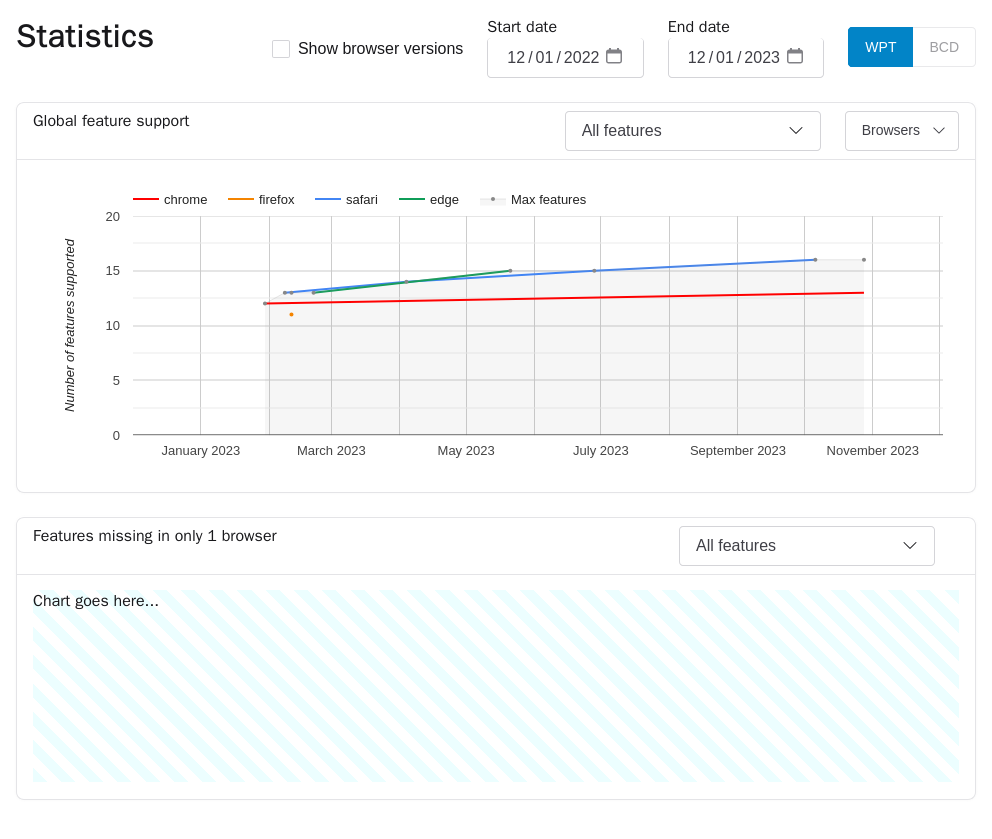 Statistics
Show browser versions
Start date
12/01/2022
End date
12/01/2023
WPT
BCD
Global feature support
All features
Browsers
chrome
firefox
safari
edge
Max features
20
15
10
5
0
Number of features supported
January 2023
March 2023
May 2023
July 2023
September 2023
November 2023
Features missing in only 1 browser
All features
Chart goes here...